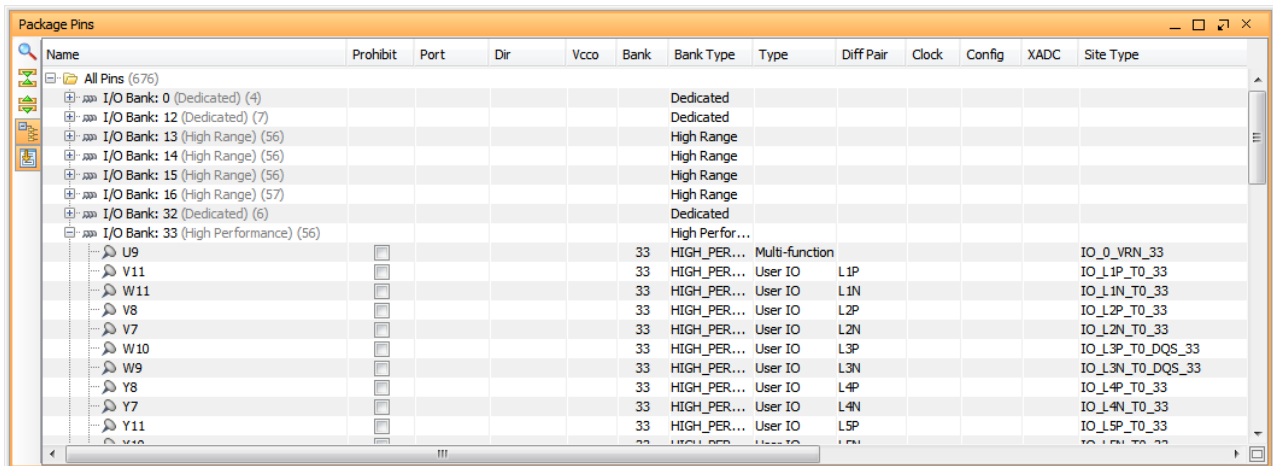 Package Pins
Name Prohibit Port Dir Vcco Bank Bank Type Type Diff Pair Clock Config XADC Site Type
All Pins (676)
I/O Bank: 0 (Dedicated) (4) Dedicated
I/O Bank: 12 (Dedicated) (7) Dedicated
I/O Bank: 13 (High Range) (56) High Range
I/O Bank: 14 (High Range) (56) High Range
I/O Bank: 15 (High Range) (56) High Range
I/O Bank: 16 (High Range) (57) High Range
I/O Bank: 32 (Dedicated) (6) Dedicated
I/O Bank: 33 (High Performance) (56) High Perfor...
U9 33 HIGH_PER... Multi-function IO_0_VRN_33
V11 33 HIGH_PER... User IO L1P IO_L1P_T0_33
W11 33 HIGH_PER... User IO L1N IO_L1N_T0_33
V8 33 HIGH_PER... User IO L2P IO_L2P_T0_33
V7 33 HIGH_PER... User IO L2N IO_L2N_T0_33
W10 33 HIGH_PER... User IO L3P IO_L3P_T0_DQS_33
W9 33 HIGH_PER... User IO L3N IO_L3N_T0_DQS_33
Y8 33 HIGH_PER... User IO L4P IO_L4P_T0_33
Y7 33 HIGH_PER... User IO L4N IO_L4N_T0_33
Y11 33 HIGH_PER... User IO L5P IO_L5P_T0_33